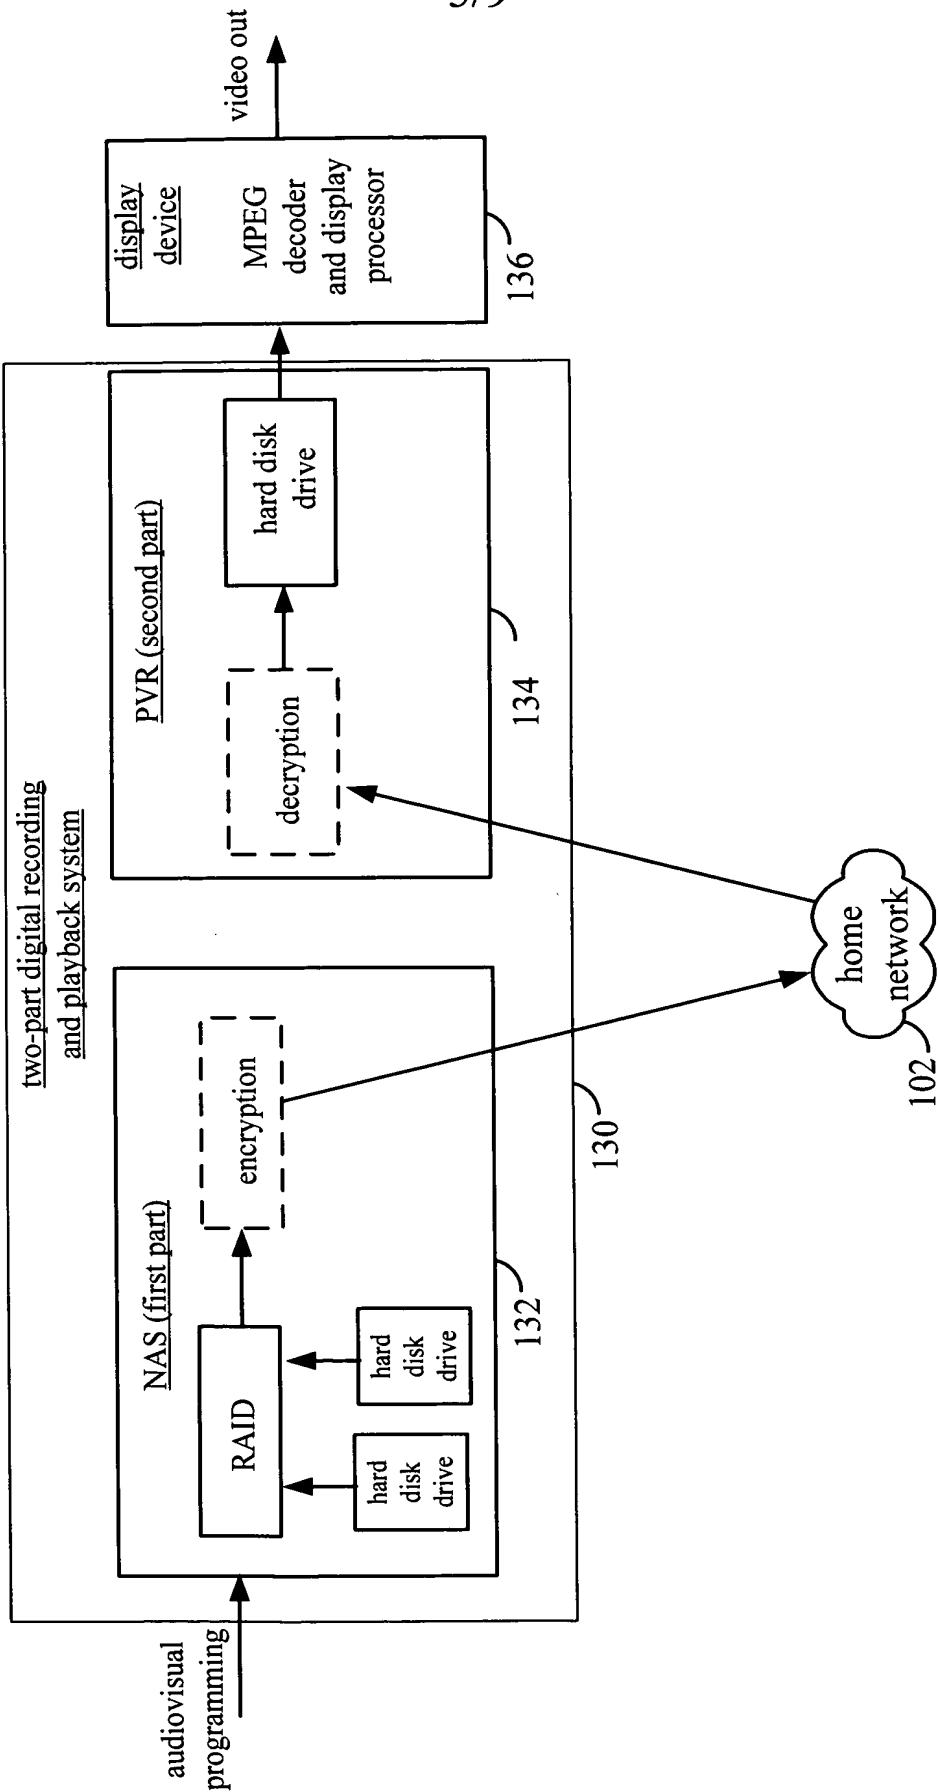 two-part digital recording
and playback system
audiovisual
programming
NAS (first part)
RAID
hard
disk
drive
hard
disk
drive
encryption
132
130
PVR (second part)
decryption
hard disk
drive
134
home
network
102
display
device
MPEG
decoder
and display
processor
136
video out